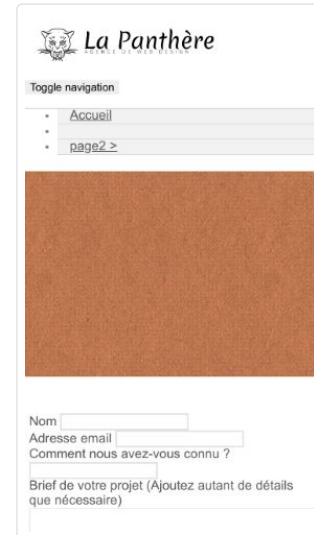 La Panthère
AGENCE DE WEB DESIGN
Toggle navigation
Accueil
page2 >
Nom
Adresse email
Comment nous avez-vous connu ?
Brief de votre projet (Ajoutez autant de détails
que nécessaire)